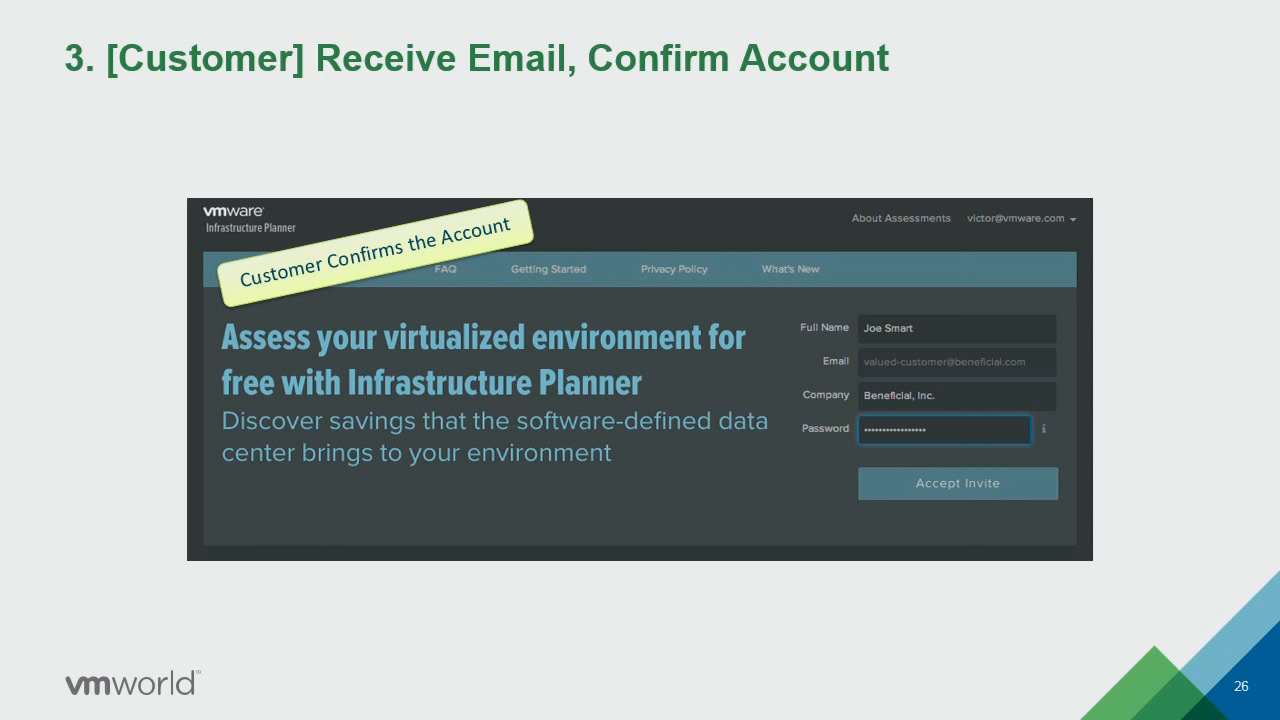 3. [Customer] Receive Email, Confirm Account
vmware
Infrastructure Planner
About Assessments
victor@vmware.com
Customer Confirms the Account
FAQ
Getting Started
Privacy Policy
What's New
Assess your virtualized environment for
free with Infrastructure Planner
Discover savings that the software-defined data
center brings to your environment
Full Name
Joe Smart
Email
valued-customer@beneficial.com
Company
Beneficial, Inc.
Password
•••••••••••••••••
Accept Invite
vmworld®
26